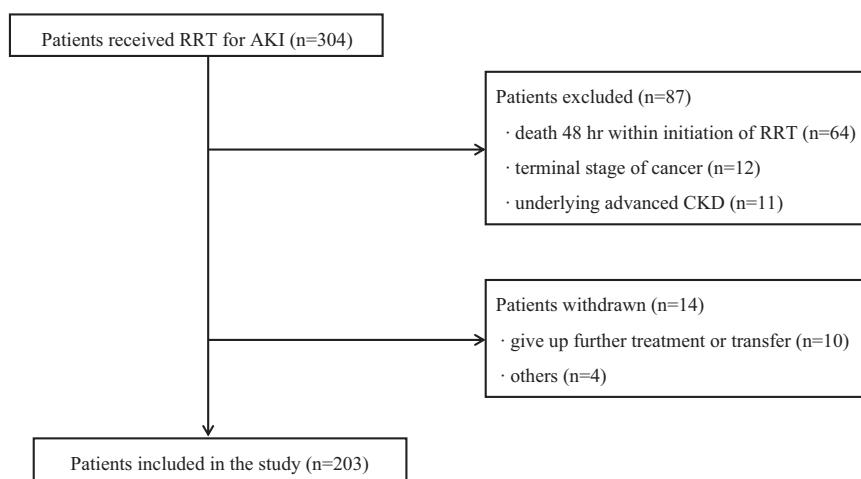 Patients received RRT for AKI (n=304)
Patients excluded (n=87)
· death 48 hr within initiation of RRT (n=64)
· terminal stage of cancer (n=12)
· underlying advanced CKD (n=11)
Patients withdrawn (n=14)
· give up further treatment or transfer (n=10)
· others (n=4)
Patients included in the study (n=203)